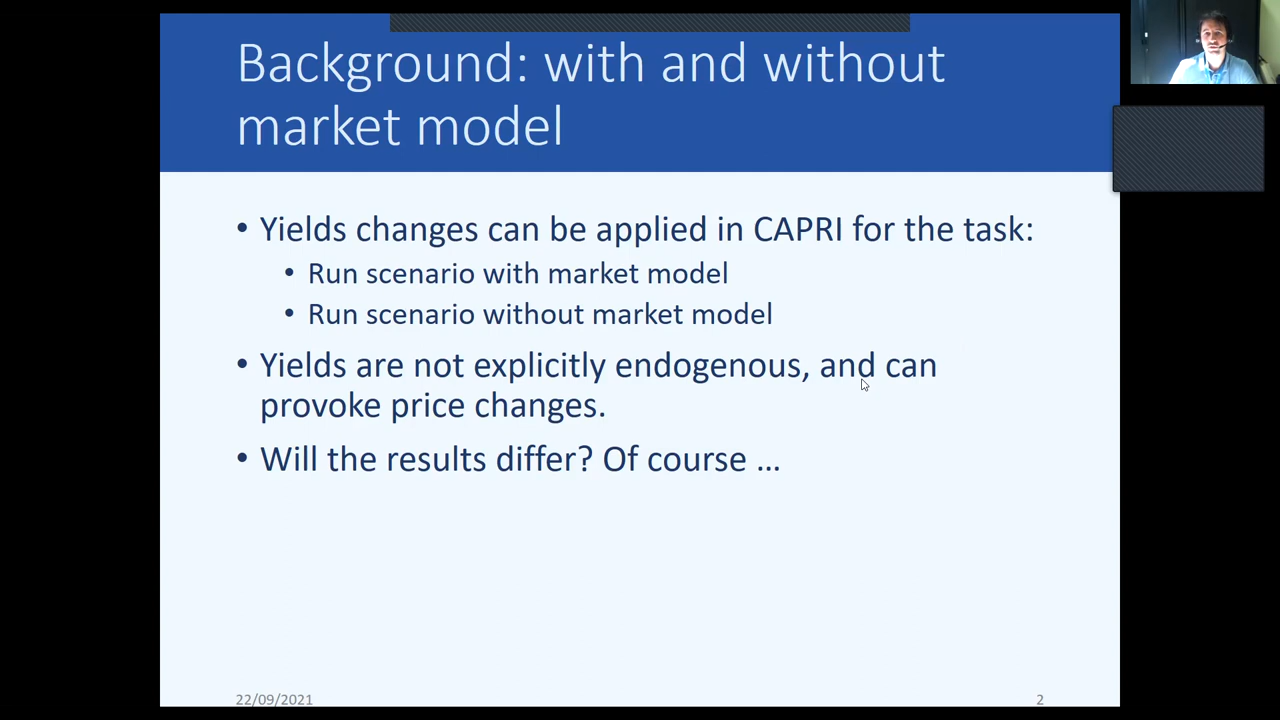 Background: with and without
market model
• Yields changes can be applied in CAPRI for the task:
• Run scenario with market model
• Run scenario without market model
• Yields are not explicitly endogenous, and can
provoke price changes.
• Will the results differ? Of course …
22/09/2021
2